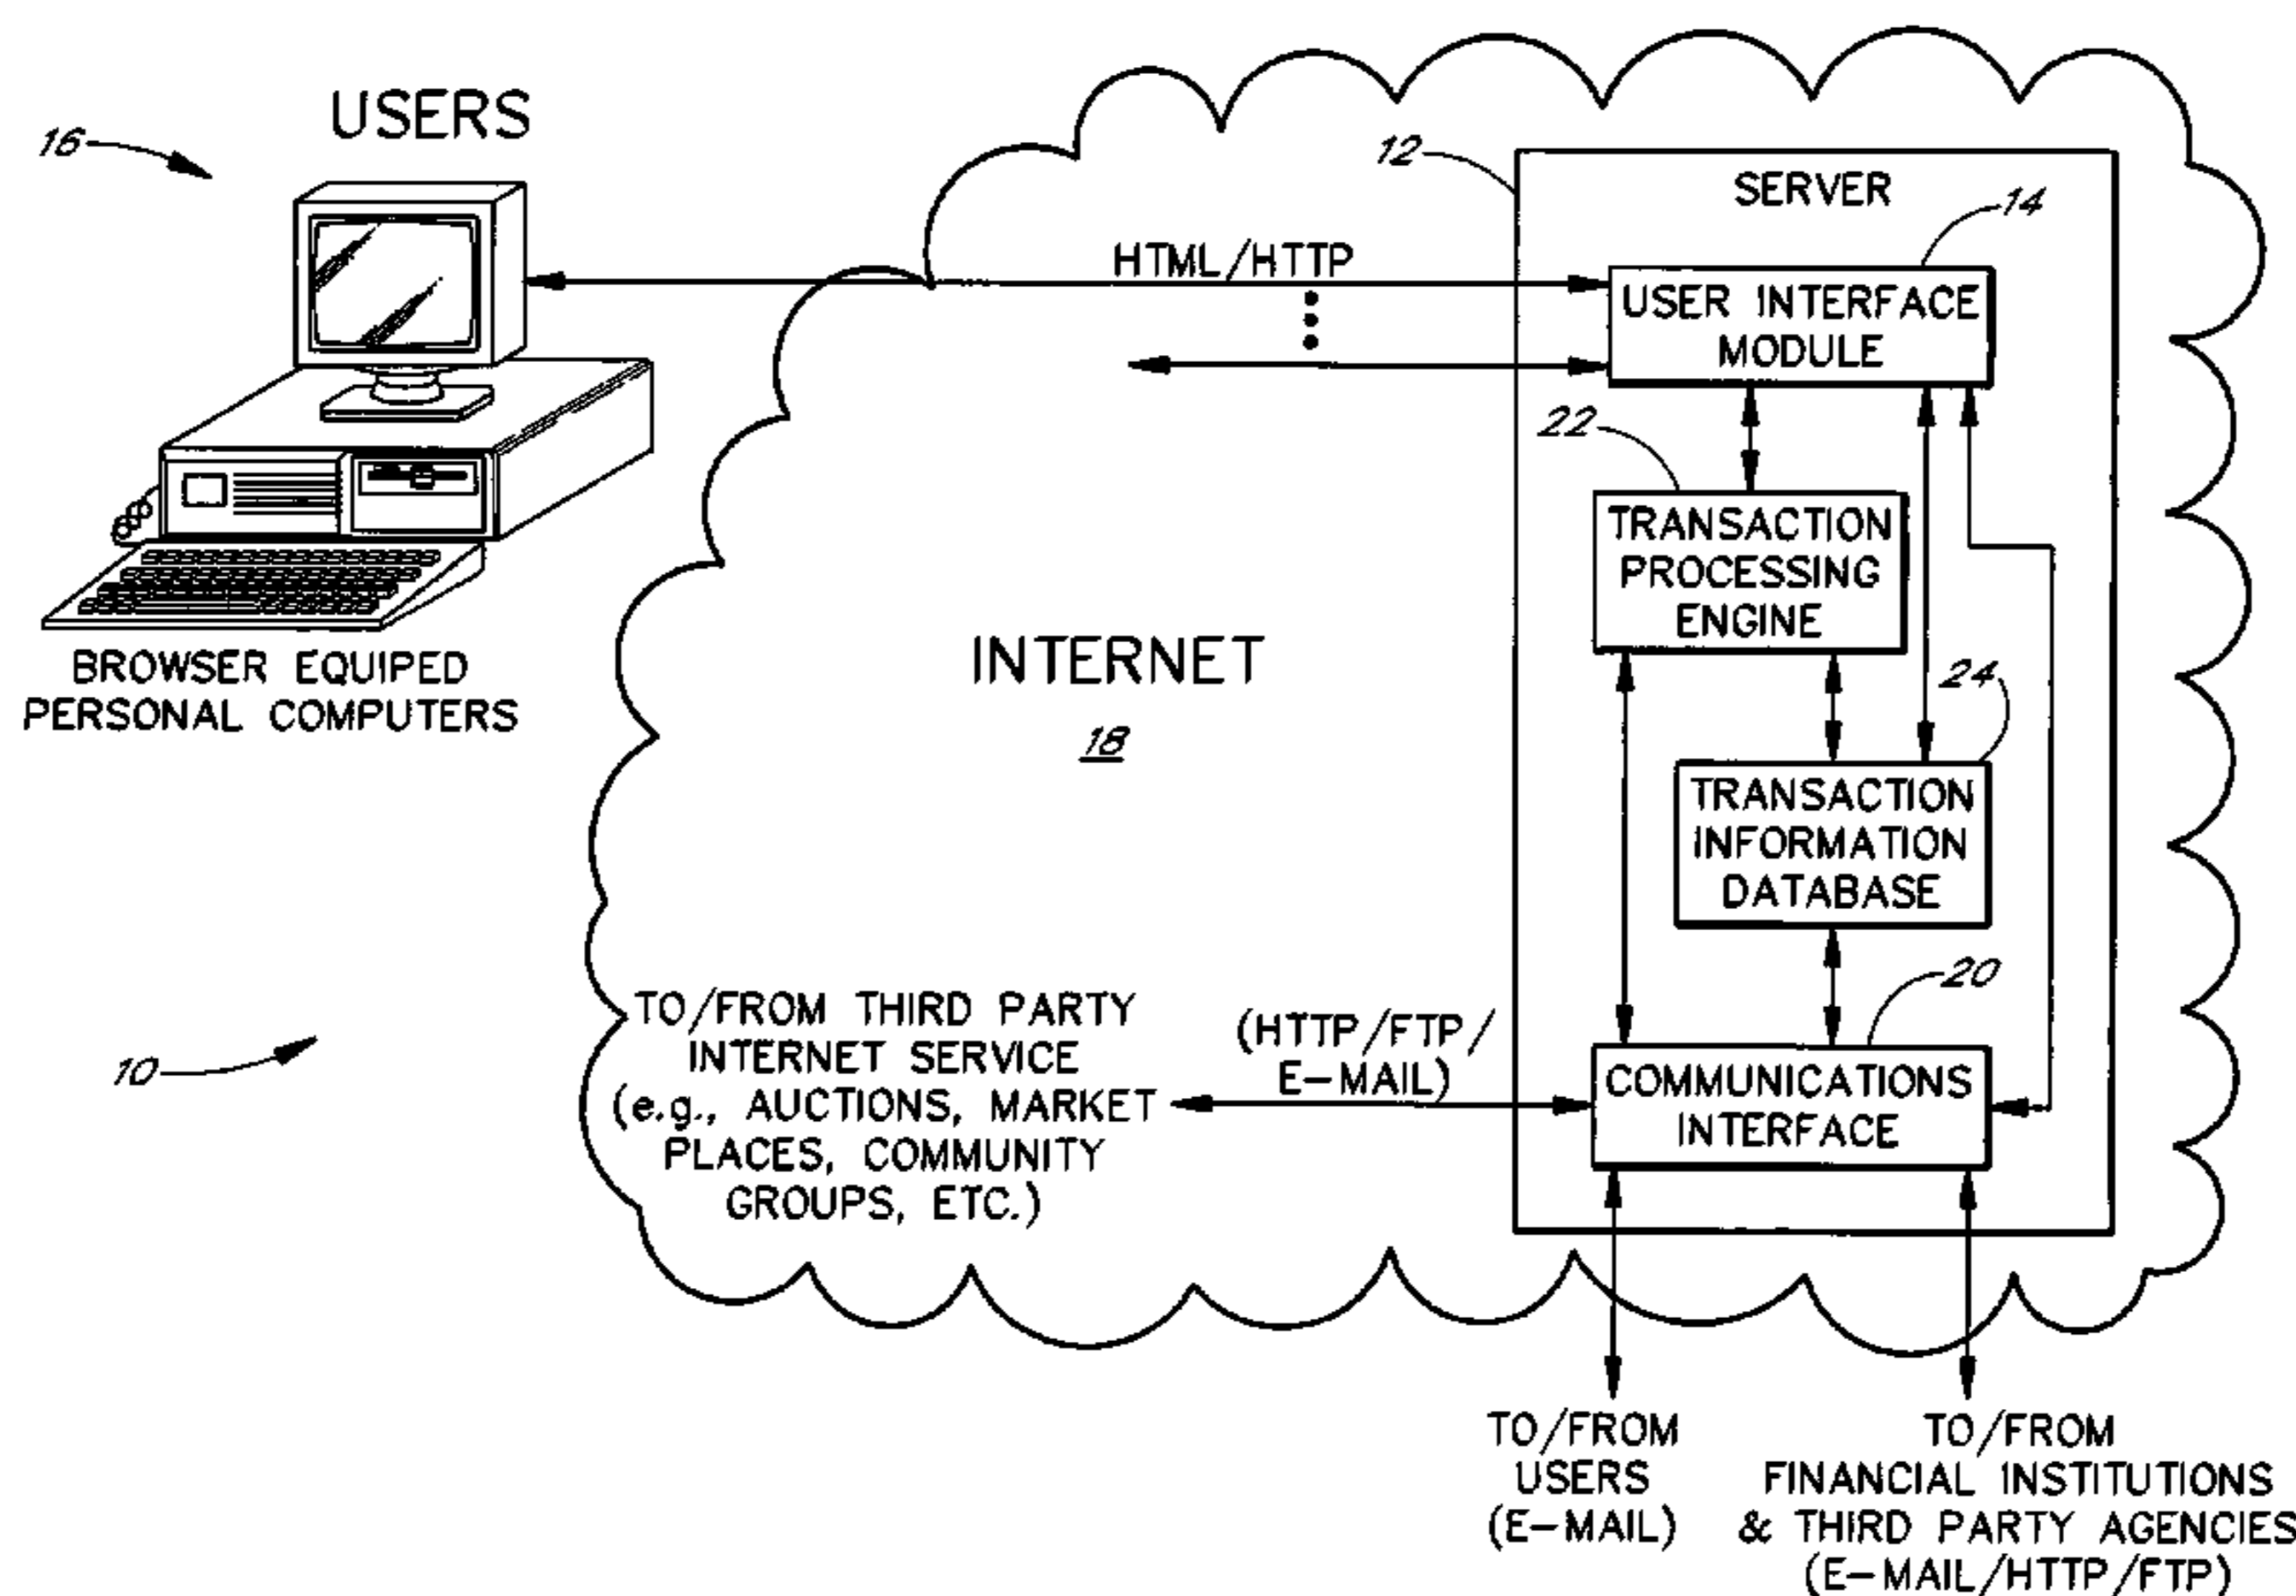 USERS
16
12
SERVER
14
HTML/HTTP
USER INTERFACE
MODULE
22
TRANSACTION
PROCESSING
ENGINE
BROWSER EQUIPED
PERSONAL COMPUTERS
INTERNET
18
24
TRANSACTION
INFORMATION
DATABASE
20
TO/FROM THIRD PARTY
INTERNET SERVICE
(e.g., AUCTIONS, MARKET
PLACES, COMMUNITY
GROUPS, ETC.)
(HTTP/FTP/
E-MAIL)
COMMUNICATIONS
INTERFACE
10
TO/FROM
USERS
(E-MAIL)
TO/FROM
FINANCIAL INSTITUTIONS
& THIRD PARTY AGENCIES
(E-MAIL/HTTP/FTP)